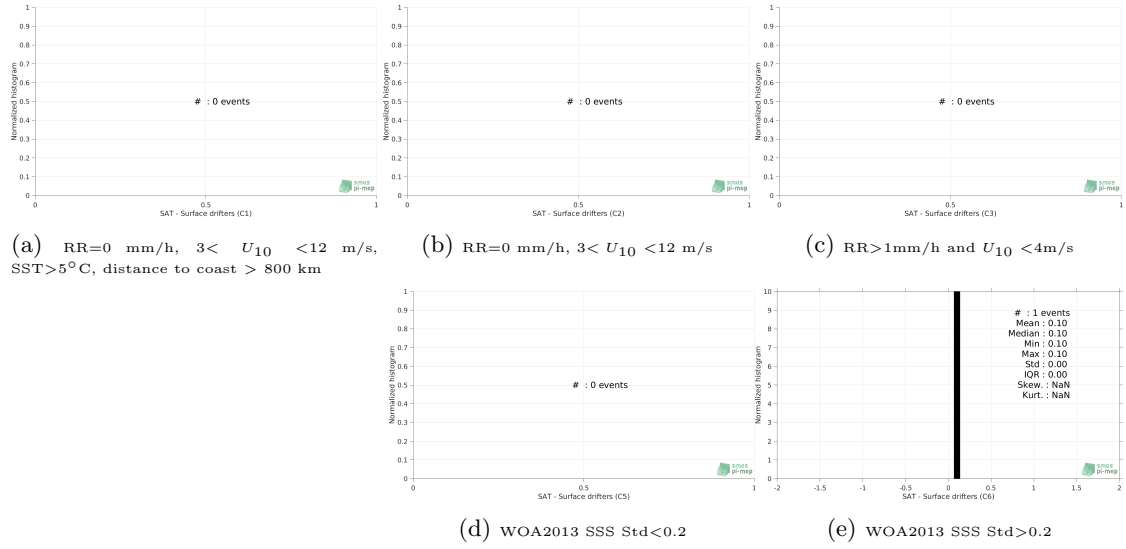 1
0.9
0.8
0.7
0.6
0.5
0.4
0.3
0.2
0.1
0
Normalized histogram
# : 0 events
smos
pi-mep
0 0.5 1
SAT - Surface drifters (C1)
(a) RR=0 mm/h, 3< U10 <12 m/s,
SST>5°C, distance to coast > 800 km
1
0.9
0.8
0.7
0.6
0.5
0.4
0.3
0.2
0.1
0
Normalized histogram
# : 0 events
smos
pi-mep
0 0.5 1
SAT - Surface drifters (C2)
(b) RR=0 mm/h, 3< U10 <12 m/s
1
0.9
0.8
0.7
0.6
0.5
0.4
0.3
0.2
0.1
0
Normalized histogram
# : 0 events
smos
pi-mep
0 0.5 1
SAT - Surface drifters (C3)
(c) RR>1mm/h and U10 <4m/s
1
0.9
0.8
0.7
0.6
0.5
0.4
0.3
0.2
0.1
0
Normalized histogram
# : 0 events
smos
pi-mep
0 0.5 1
SAT - Surface drifters (C5)
(d) WOA2013 SSS Std<0.2
10
9
8
7
6
5
4
3
2
1
0
Normalized histogram
# : 1 events
Mean : 0.10
Median : 0.10
Min : 0.10
Max : 0.10
Std : 0.00
IQR : 0.00
Skew. : NaN
Kurt. : NaN
smos
pi-mep
-2 -1.5 -1 -0.5 0 0.5 1 1.5 2
SAT - Surface drifters (C6)
(e) WOA2013 SSS Std>0.2